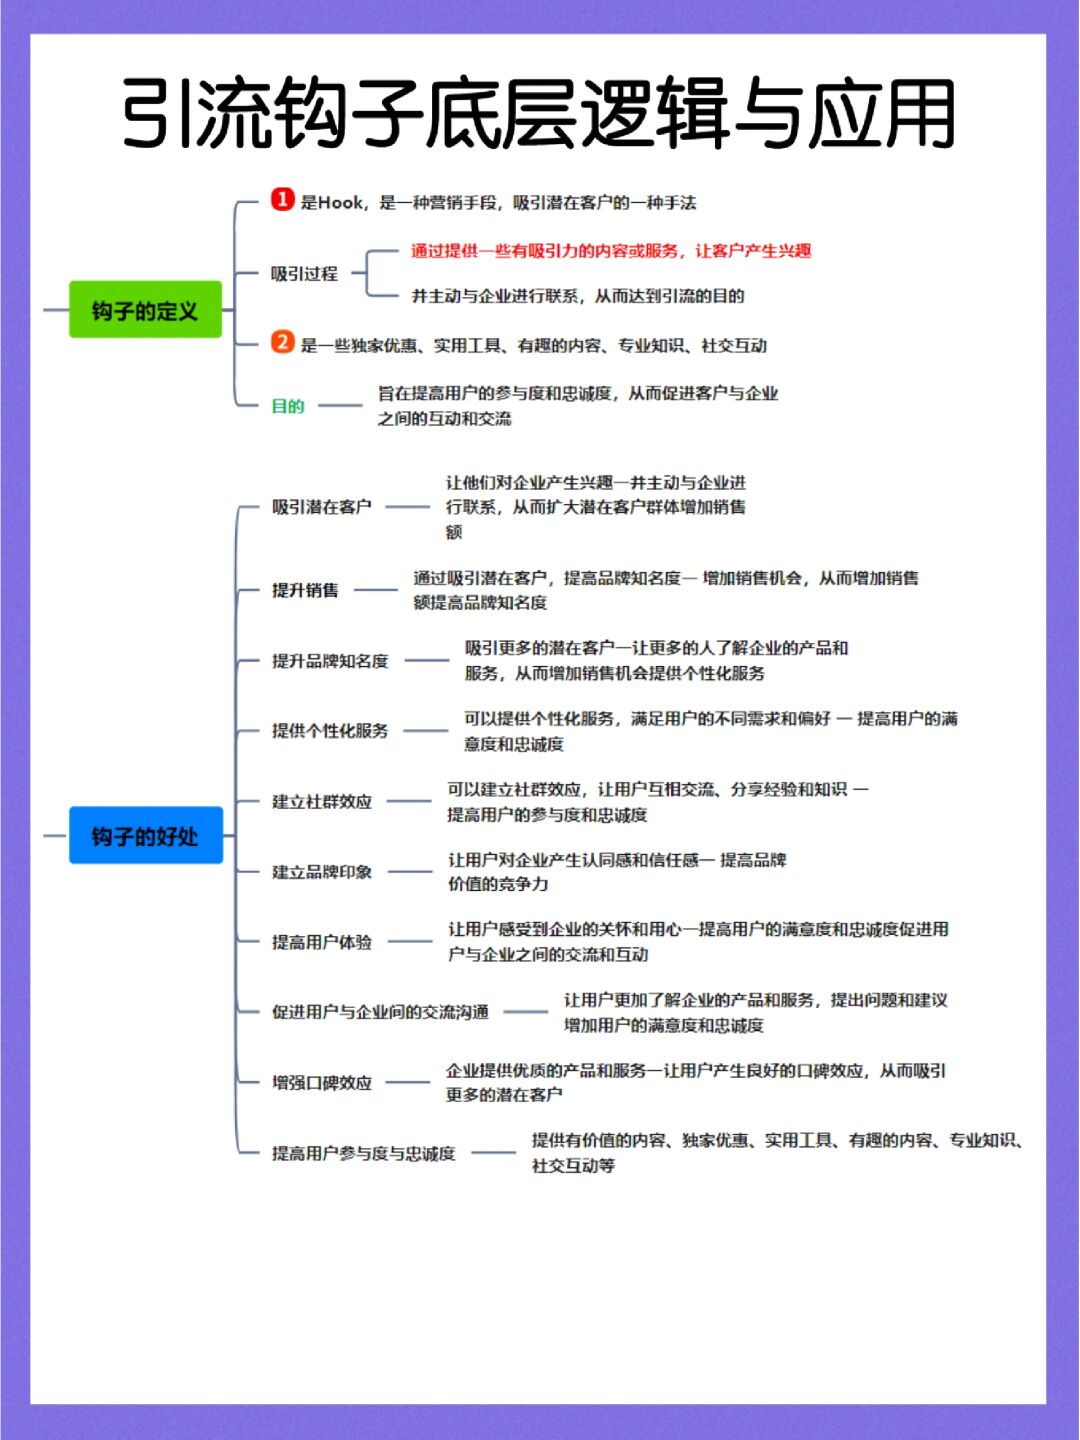 引流钩子底层逻辑与应用
钩子的定义
1 是Hook，是一种营销手段，吸引潜在客户的一种手法
吸引过程
通过提供一些有吸引力的内容或服务，让客户产生兴趣
并主动与企业进行联系，从而达到引流的目的
2 是一些独家优惠、实用工具、有趣的内容、专业知识、社交互动
目的
旨在提高用户的参与度和忠诚度，从而促进客户与企业
之间的互动和交流
钩子的好处
吸引潜在客户
让他们对企业产生兴趣—并主动与企业进
行联系，从而扩大潜在客户群体增加销售
额
提升销售
通过吸引潜在客户，提高品牌知名度— 增加销售机会，从而增加销售
额提高品牌知名度
提升品牌知名度
吸引更多的潜在客户—让更多的人了解企业的产品和
服务，从而增加销售机会提供个性化服务
提供个性化服务
可以提供个性化服务，满足用户的不同需求和偏好 — 提高用户的满
意度和忠诚度
建立社群效应
可以建立社群效应，让用户互相交流、分享经验和知识 —
提高用户的参与度和忠诚度
建立品牌印象
让用户对企业产生认同感和信任感— 提高品牌
价值的竞争力
提高用户体验
让用户感受到企业的关怀和用心—提高用户的满意度和忠诚度促进用
户与企业之间的交流和互动
促进用户与企业间的交流沟通
让用户更加了解企业的产品和服务，提出问题和建议
增加用户的满意度和忠诚度
增强口碑效应
企业提供优质的产品和服务—让用户产生良好的口碑效应，从而吸引
更多的潜在客户
提高用户参与度与忠诚度
提供有价值的内容、独家优惠、实用工具、有趣的内容、专业知识、
社交互动等